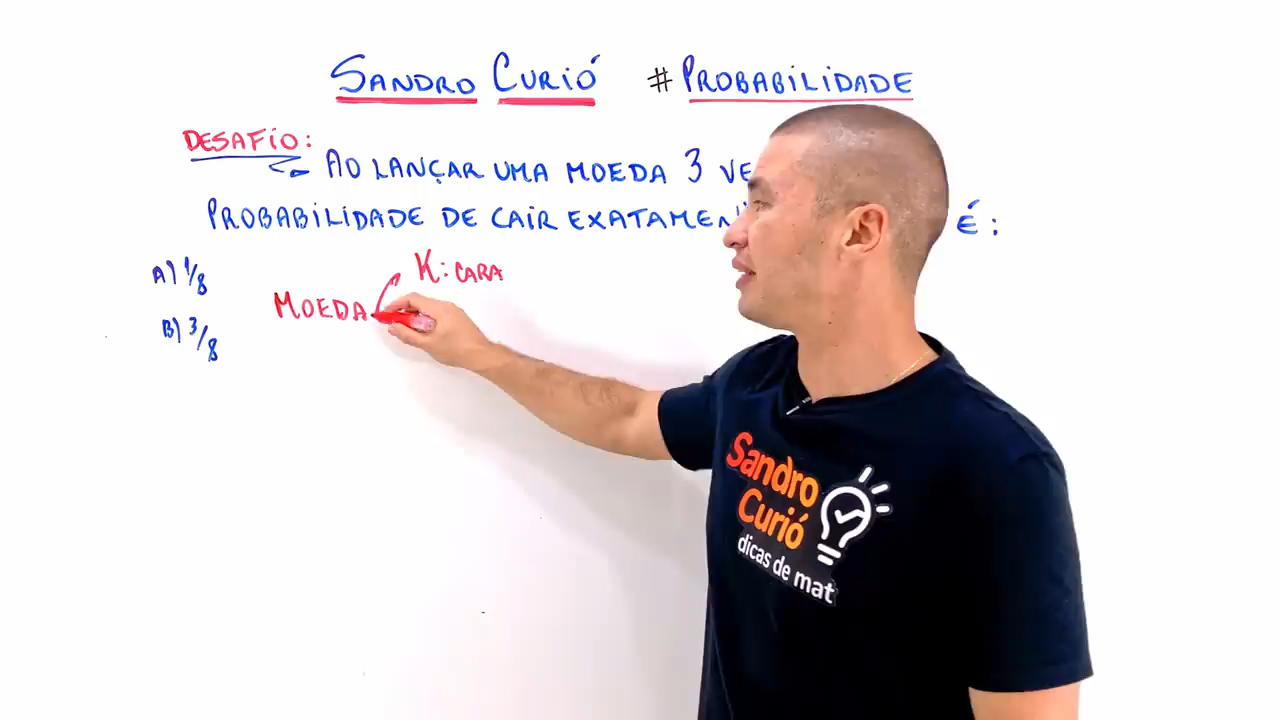 SANDRO CURIÓ # PROBABILIDADE
DESAFIO:
AO LANÇAR UMA MOEDA 3 VE
PROBABILIDADE DE CAIR EXATAMEN É:
A) 1/8
K: CARA
MOEDA
B) 3/8
Sandro
Curió
dicas de mat